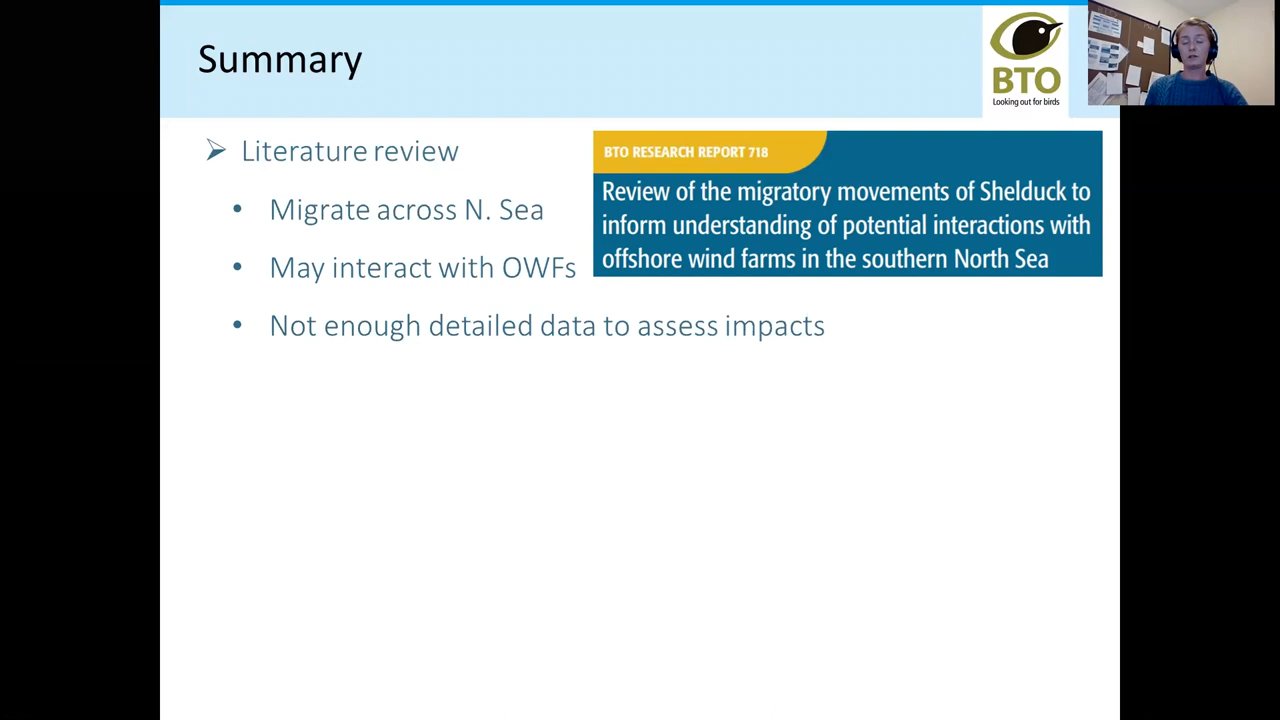 Summary
BTO
Looking out for birds
Literature review
Migrate across N. Sea
May interact with OWFs
Not enough detailed data to assess impacts
BTO RESEARCH REPORT 718
Review of the migratory movements of Shelduck to
inform understanding of potential interactions with
offshore wind farms in the southern North Sea